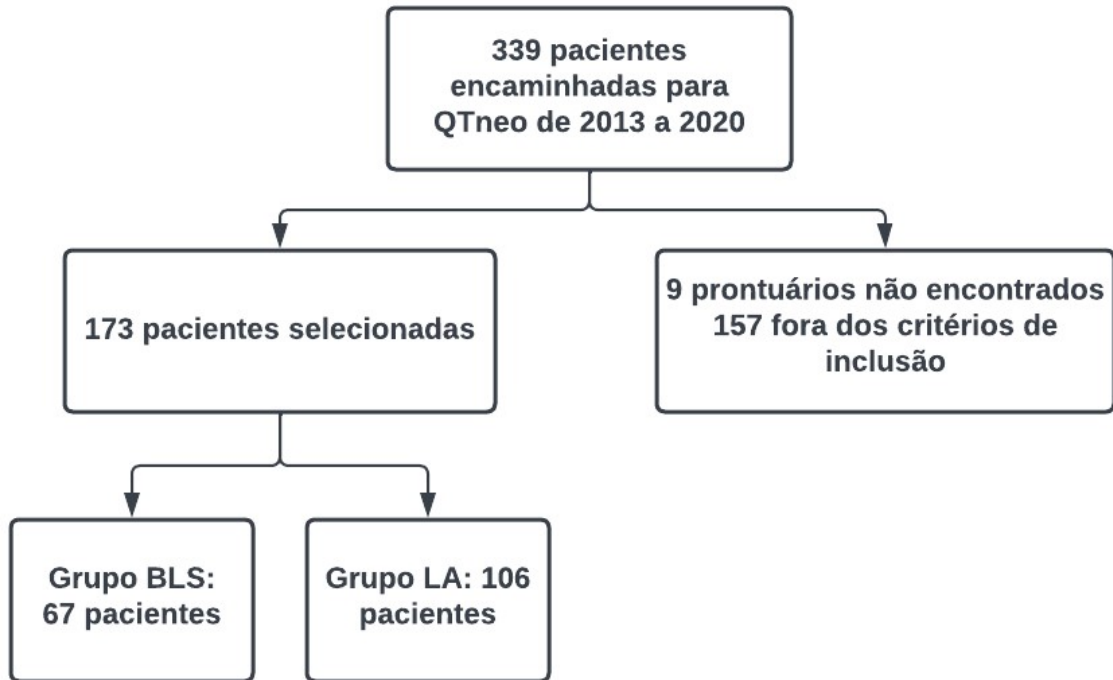 339 pacientes
encaminhadas para
QTneo de 2013 a 2020
173 pacientes selecionadas
9 prontuários não encontrados
157 fora dos critérios de
inclusão
Grupo BLS:
67 pacientes
Grupo LA: 106
pacientes